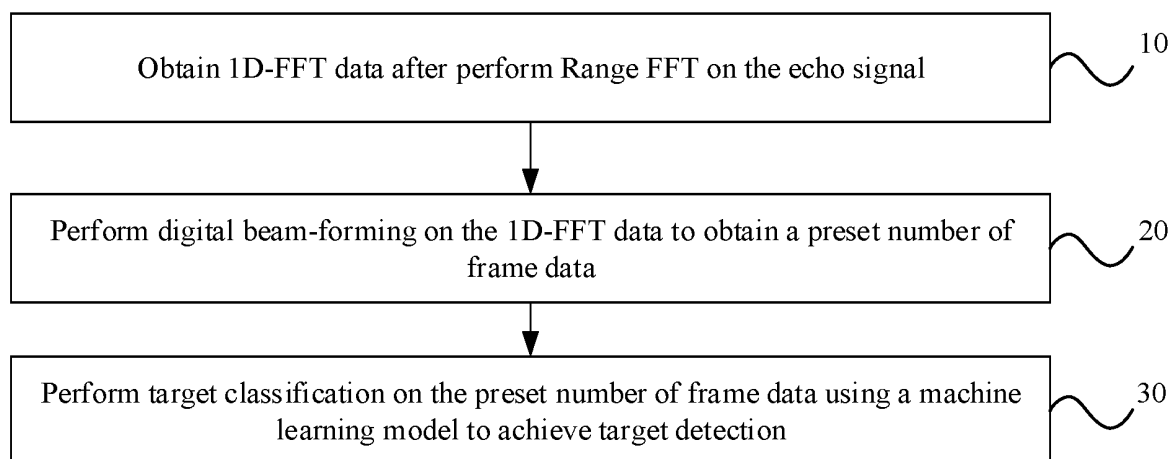 Obtain 1D-FFT data after perform Range FFT on the echo signal
10
Perform digital beam-forming on the 1D-FFT data to obtain a preset number of
frame data
20
Perform target classification on the preset number of frame data using a machine
learning model to achieve target detection
30